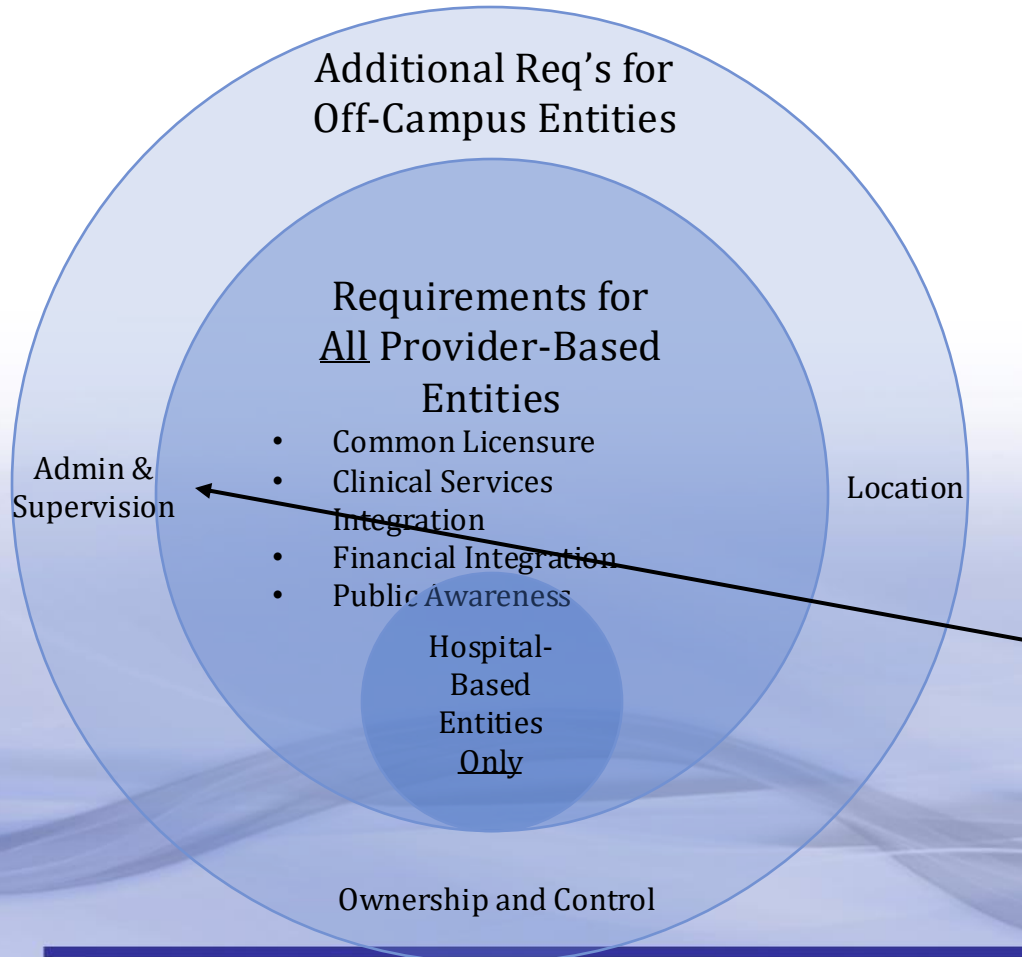 Additional Req’s for
Off-Campus Entities
Requirements for
All Provider-Based
Entities
• Common Licensure
• Clinical Services
Integration
• Financial Integration
• Public Awareness
Admin &
Supervision
Location
Hospital-
Based
Entities
Only
Ownership and Control